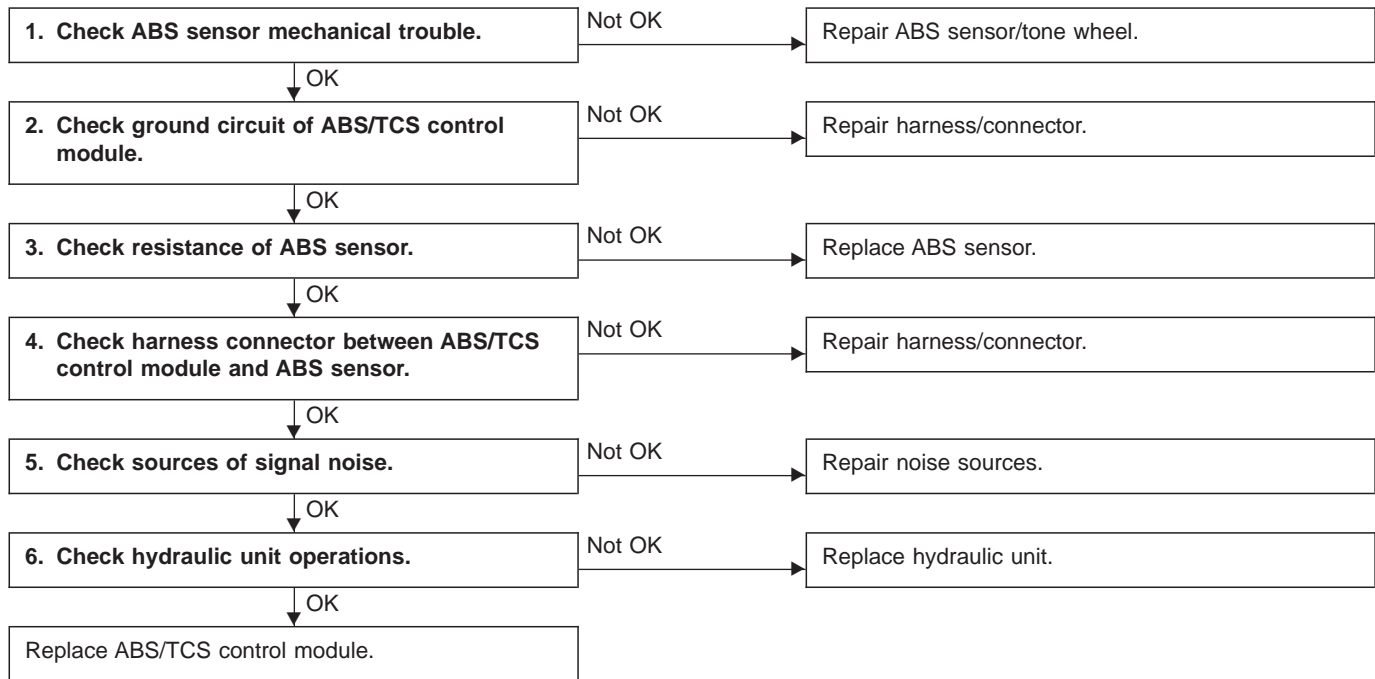 1. Check ABS sensor mechanical trouble.
Not OK
Repair ABS sensor/tone wheel.
OK
2. Check ground circuit of ABS/TCS control
module.
Not OK
Repair harness/connector.
OK
3. Check resistance of ABS sensor.
Not OK
Replace ABS sensor.
OK
4. Check harness connector between ABS/TCS
control module and ABS sensor.
Not OK
Repair harness/connector.
OK
5. Check sources of signal noise.
Not OK
Repair noise sources.
OK
6. Check hydraulic unit operations.
Not OK
Replace hydraulic unit.
OK
Replace ABS/TCS control module.